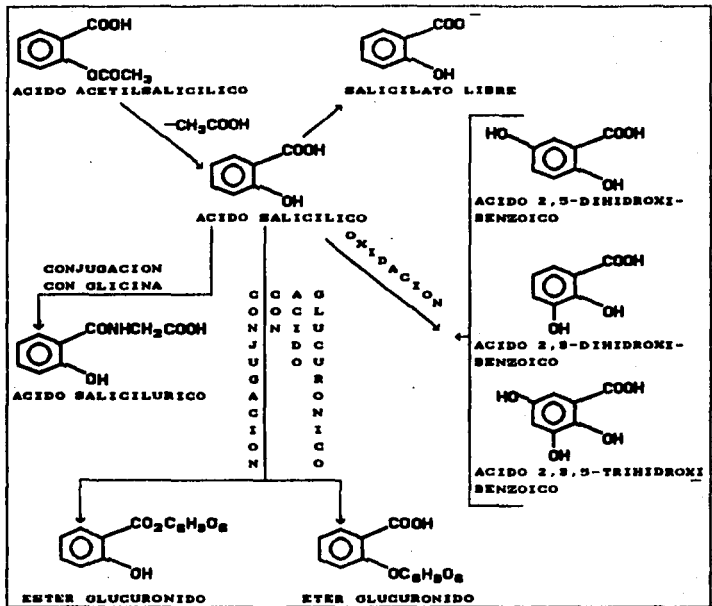 COOH
OCOCH₃
ACIDO ACETILSALICILICO
COO⁻
OH
SALICILATO LIBRE
−CH₃COOH
COOH
OH
ACIDO SALICILICO
HO
COOH
OH
ACIDO 2,5-DIHIDROXI-
BENZOICO
OXIDACION
CONJUGACION
CON GLICINA
CONHCH₂COOH
OH
ACIDO SALICILURICO
CONJUGACION
CON
ACIDO
GLUCURONICO
COOH
OH
OH
ACIDO 2,3-DIHIDROXI-
BENZOICO
HO
COOH
OH
OH
ACIDO 2,3,5-TRIHIDROXI
BENZOICO
CO₂C₆H₉O₆
OH
ESTER GLUCURONIDO
COOH
OC₆H₉O₆
ETER GLUCURONIDO